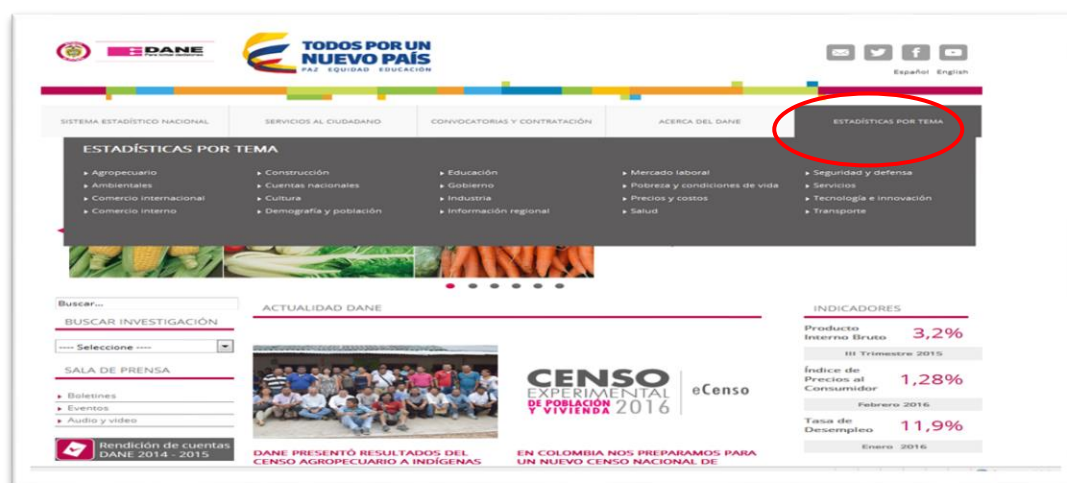 DANE
TODOS POR UN
NUEVO PAÍS
PAZ EQUIDAD EDUCACIÓN
Español English
SISTEMA ESTADÍSTICO NACIONAL
SERVICIOS AL CIUDADANO
CONVOCATORIAS Y CONTRATACIÓN
ACERCA DEL DANE
ESTADÍSTICAS POR TEMA
ESTADÍSTICAS POR TEMA
Agropecuario
Ambientales
Comercio internacional
Comercio interno
Construcción
Cuentas nacionales
Cultura
Demografía y población
Educación
Gobierno
Industria
Información regional
Mercado laboral
Pobreza y condiciones de vida
Precios y costos
Salud
Seguridad y defensa
Servicios
Tecnología e innovación
Transporte
Buscar...
BUSCAR INVESTIGACIÓN
---- Seleccione ----
SALA DE PRENSA
Boletines
Eventos
Audio y video
Rendición de cuentas
DANE 2014 - 2015
ACTUALIDAD DANE
DANE PRESENTÓ RESULTADOS DEL
CENSO AGROPECUARIO A INDÍGENAS
CENSO
EXPERIMENTAL
DE POBLACIÓN
Y VIVIENDA 2016
eCenso
EN COLOMBIA NOS PREPARAMOS PARA
UN NUEVO CENSO NACIONAL DE
INDICADORES
Producto
Interno Bruto 3,2%
III Trimestre 2015
Índice de
Precios al
Consumidor 1,28%
Febrero 2016
Tasa de
Desempleo 11,9%
Enero 2016